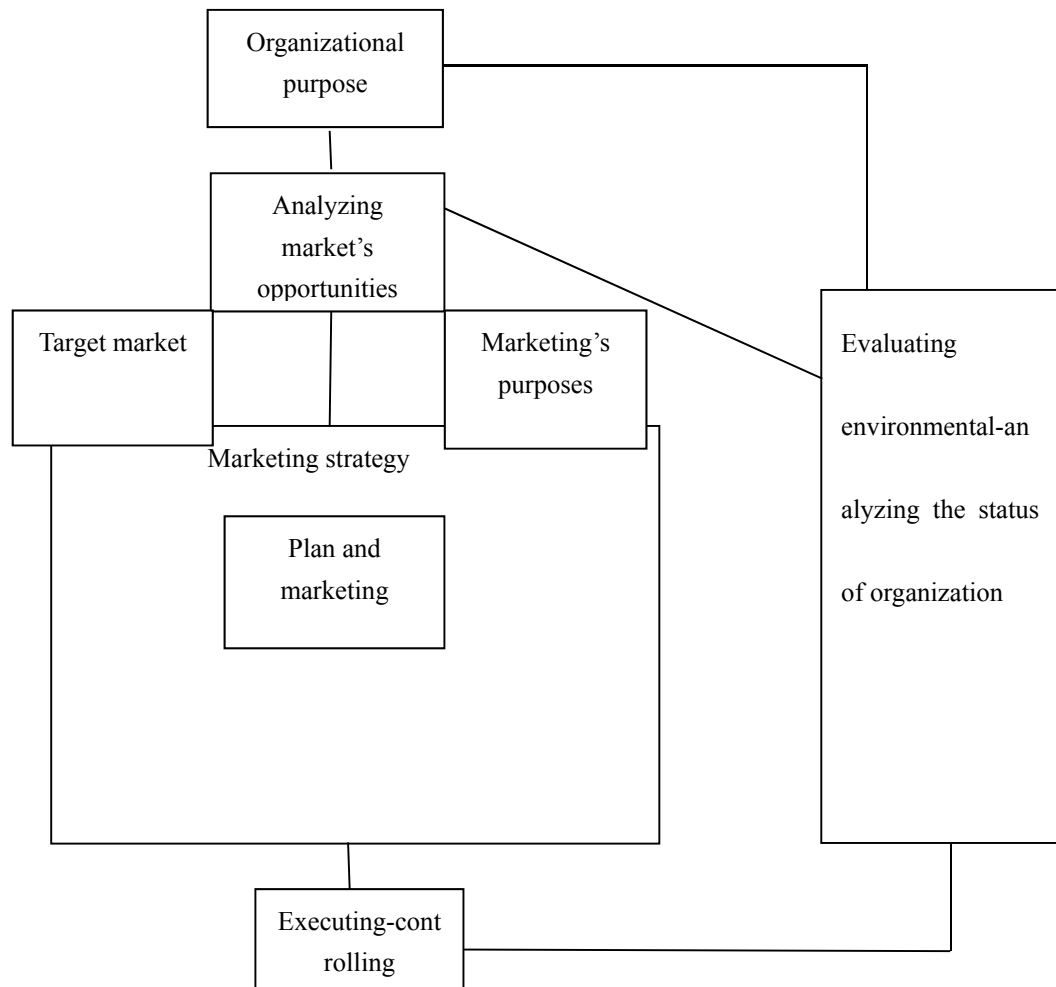 Organizational
purpose
Analyzing
market’s
opportunities
Target market
Marketing’s
purposes
Evaluating
environmental-an
alyzing the status
of organization
Marketing strategy
Plan and
marketing
Executing-cont
rolling